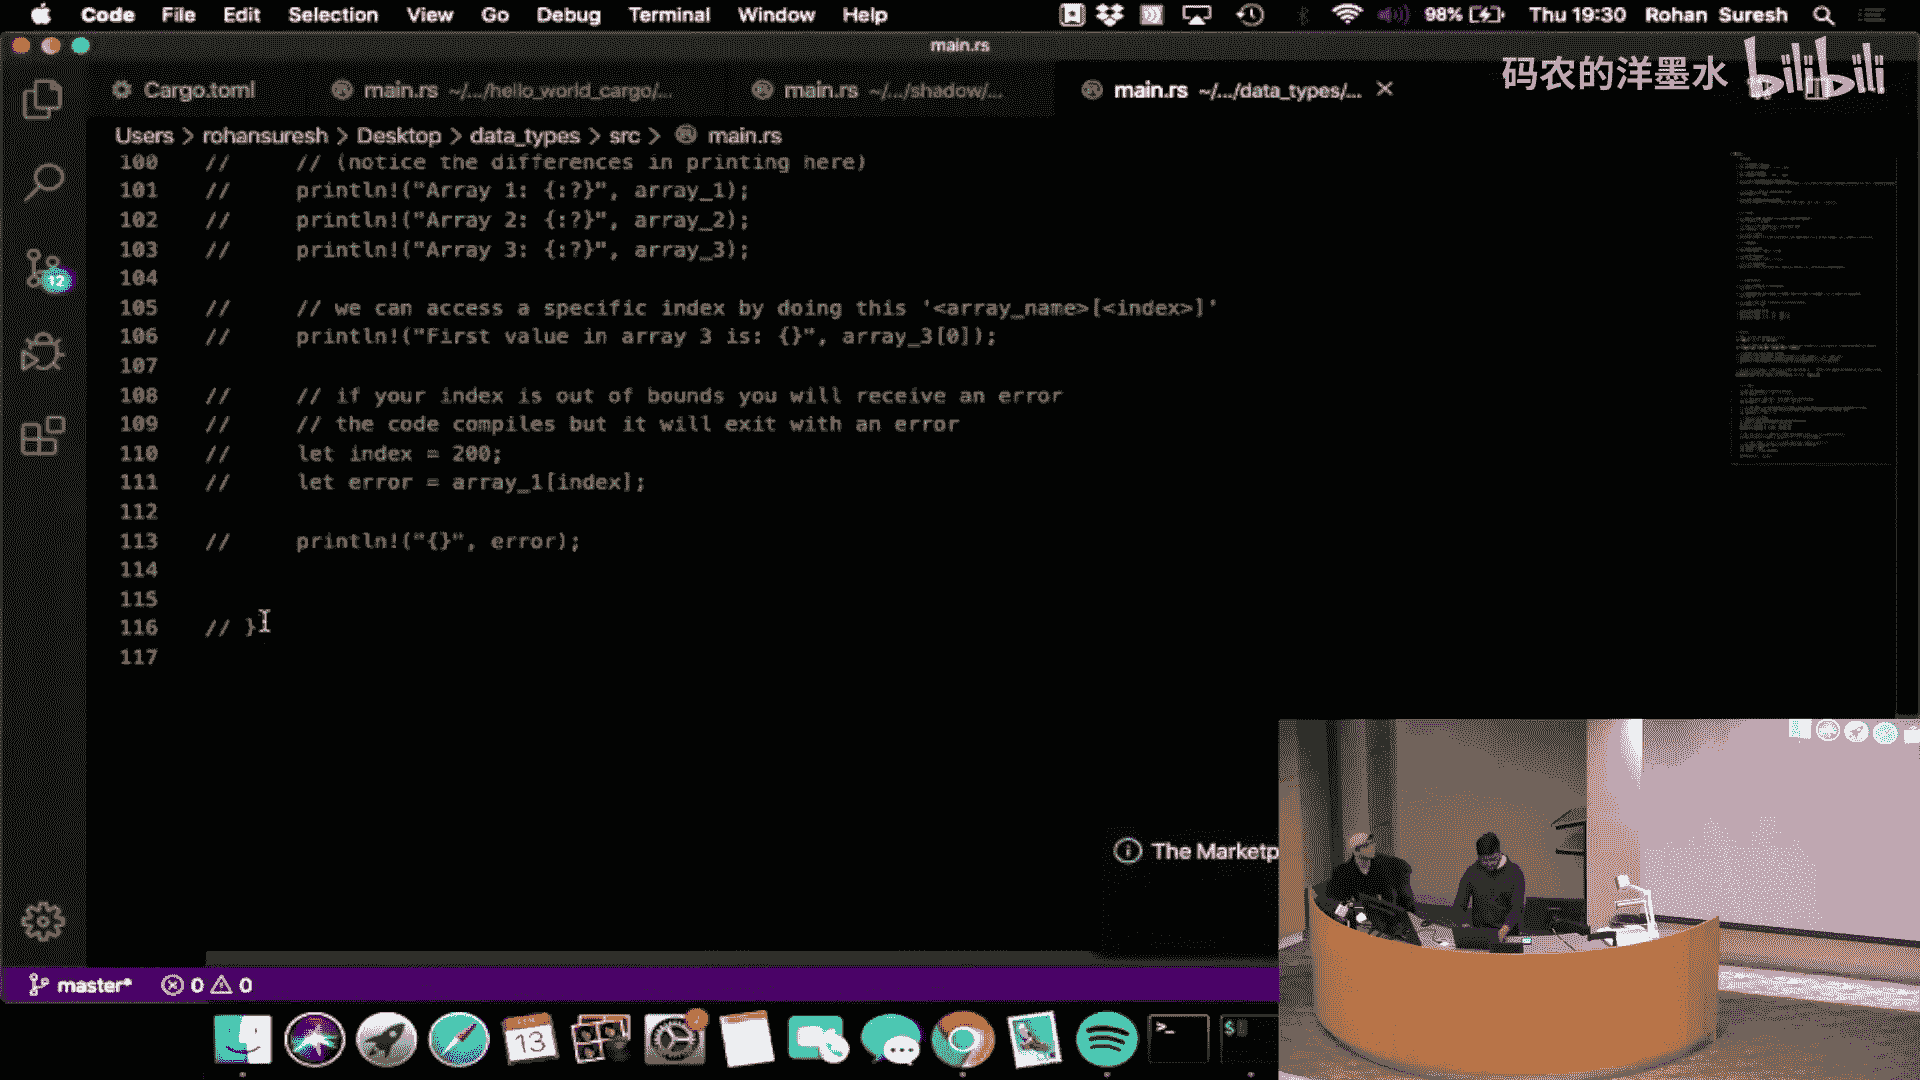 Code File Edit Selection View Go Debug Terminal Window Help 98% Thu 19:30 Rohan Suresh
main.rs
码农的洋墨水 bilibili
Cargo.toml main.rs ~/.../hello_world_cargo/... main.rs ~/.../shadow/... main.rs ~/.../data_types/...
Users > rohansuresh > Desktop > data_types > src > main.rs
100 // // (notice the differences in printing here)
101 // println!("Array 1: {:?}", array_1);
102 // println!("Array 2: {:?}", array_2);
103 // println!("Array 3: {:?}", array_3);
104
105 // // we can access a specific index by doing this '<array_name>[<index>]'
106 // println!("First value in array 3 is: {}", array_3[0]);
107
108 // // if your index is out of bounds you will receive an error
109 // // the code compiles but it will exit with an error
110 // let index = 200;
111 // let error = array_1[index];
112
113 // println!("{}", error);
114
115
116 // }
117
12
The Marketp
master* 0 0
13